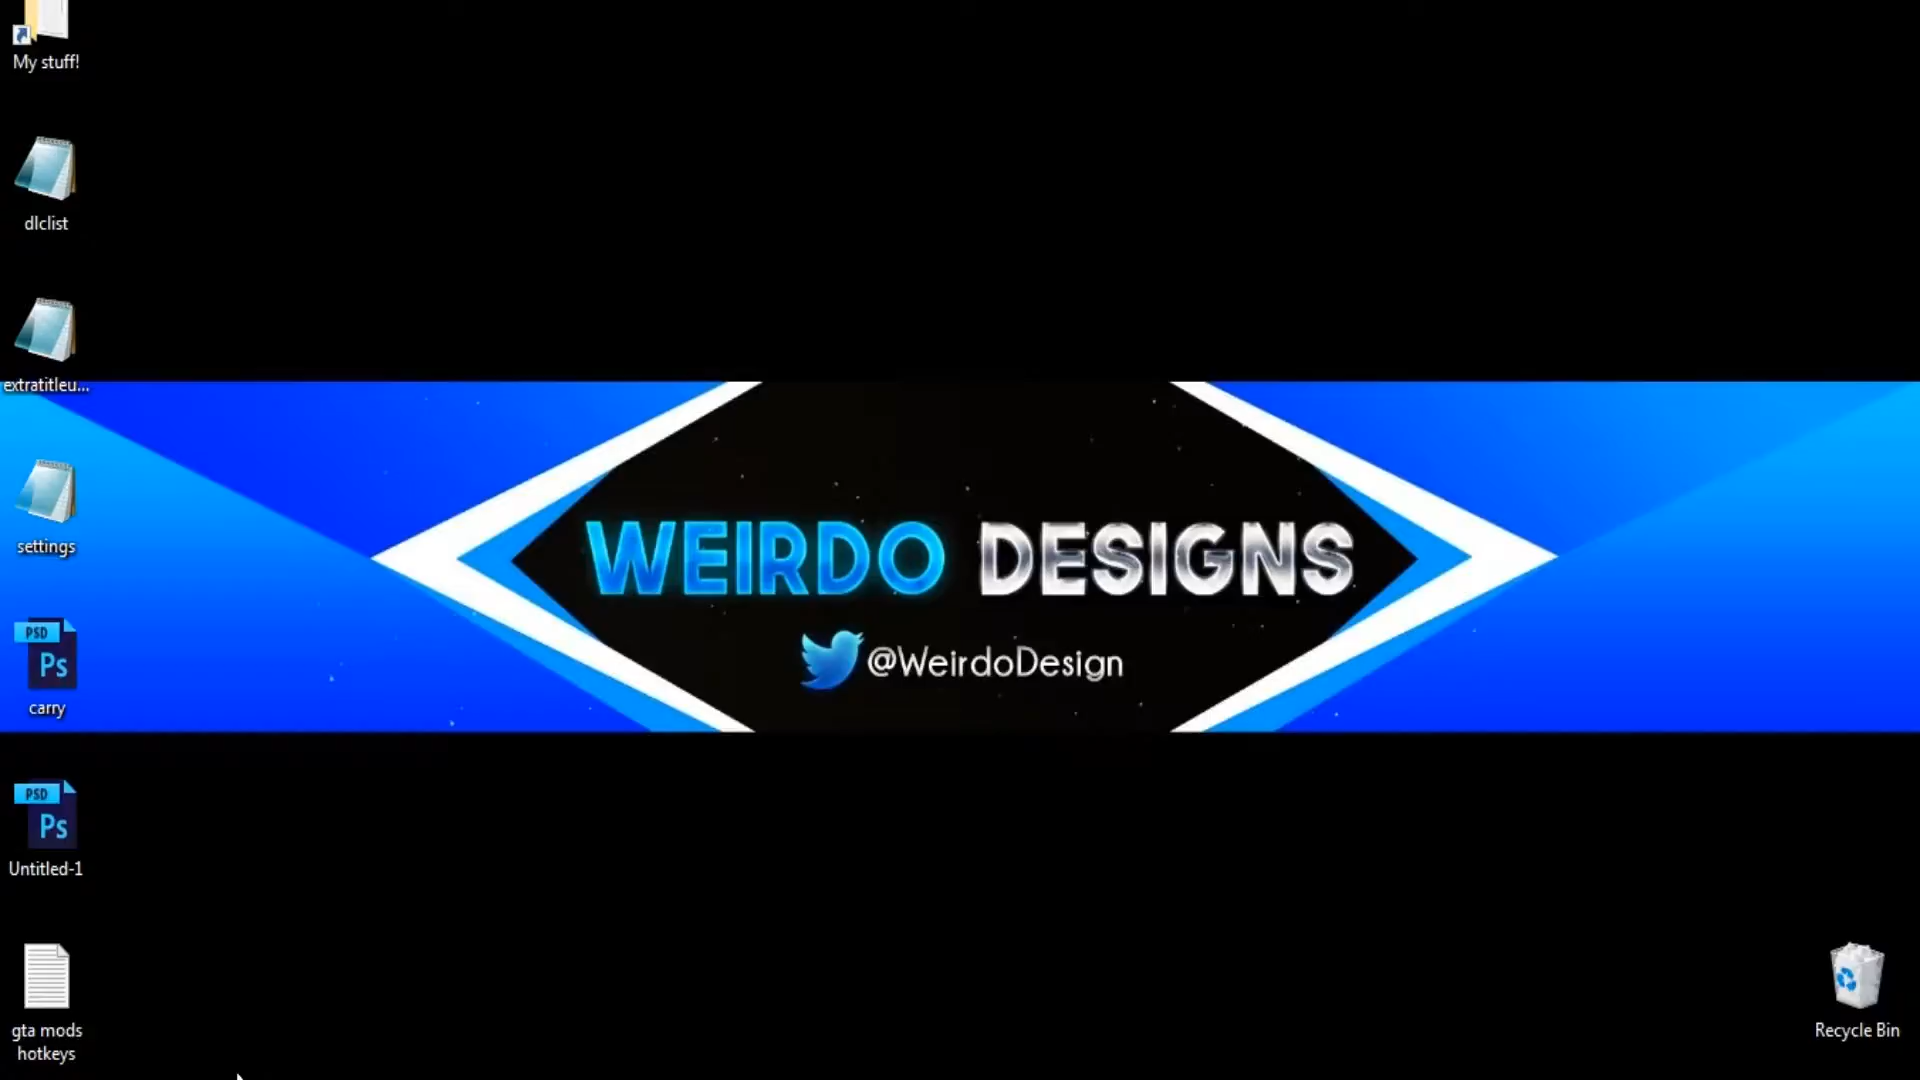 My stuff!
dlclist
extratitleu...
settings
PSD
Ps
carry
PSD
Ps
Untitled-1
gta mods
hotkeys
WEIRDO DESIGNS
@WeirdoDesign
Recycle Bin